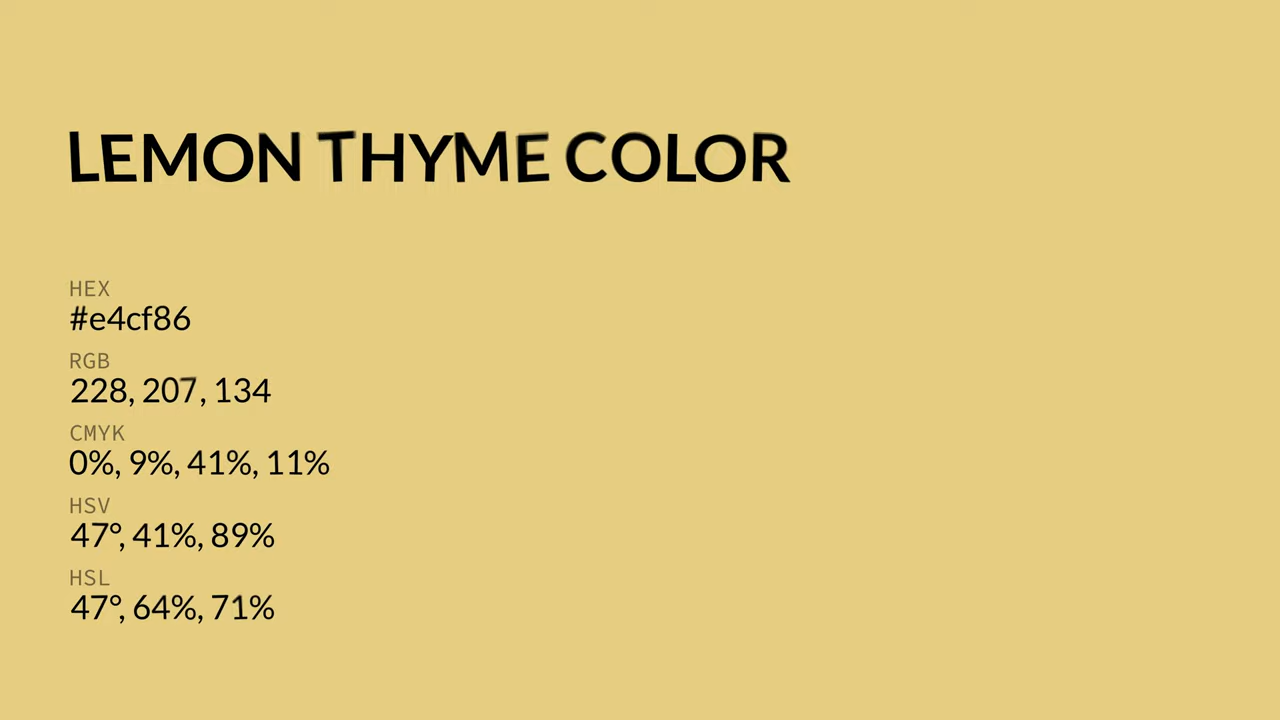 LEMON THYME COLOR
HEX
#e4cf86
RGB
228, 207, 134
CMYK
0%, 9%, 41%, 11%
HSV
47°, 41%, 89%
HSL
47°, 64%, 71%